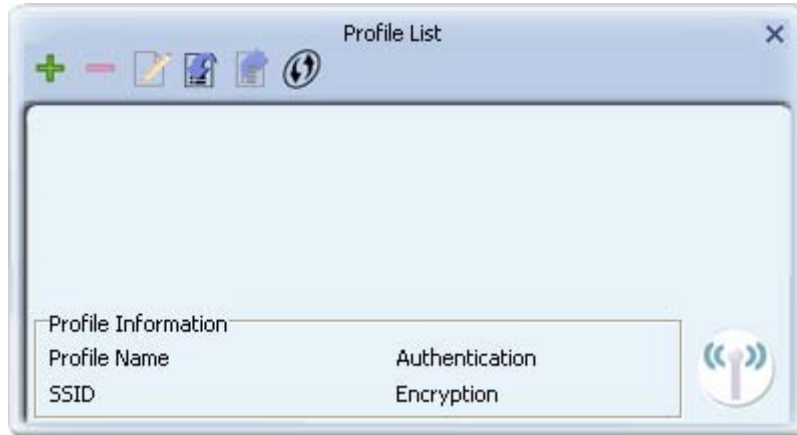 Profile List
Profile Information
Profile Name Authentication
SSID Encryption